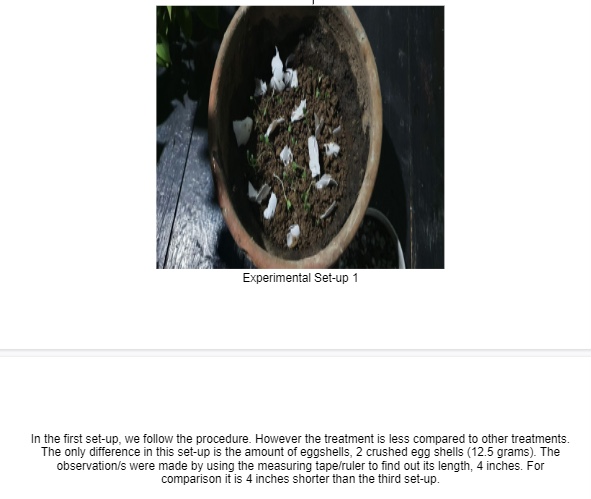 Experimental Set-up 1
In the first set-up, we follow the procedure. However the treatment is less compared to other treatments.
The only difference in this set-up is the amount of eggshells, 2 crushed egg shells (12.5 grams). The
observation/s were made by using the measuring tape/ruler to find out its length, 4 inches. For
comparison it is 4 inches shorter than the third set-up.